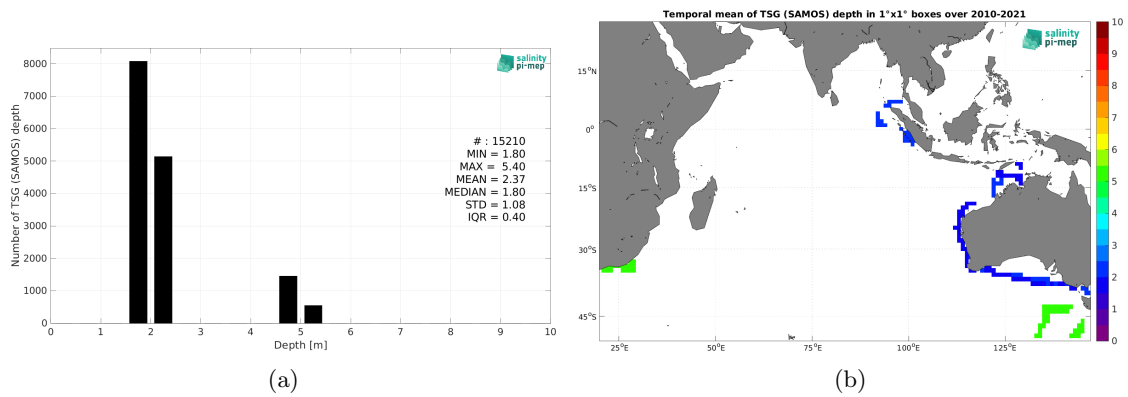 salinity
pi-mep
Number of TSG (SAMOS) depth
8000
7000
6000
5000
4000
3000
2000
1000
0
# : 15210
MIN = 1.80
MAX = 5.40
MEAN = 2.37
MEDIAN = 1.80
STD = 1.08
IQR = 0.40
0 1 2 3 4 5 6 7 8 9 10
Depth [m]
(a)
Temporal mean of TSG (SAMOS) depth in 1°x1° boxes over 2010-2021
salinity
pi-mep
15°N
0°
15°S
30°S
45°S
25°E 50°E 75°E 100°E 125°E
10
9
8
7
6
5
4
3
2
1
0
(b)